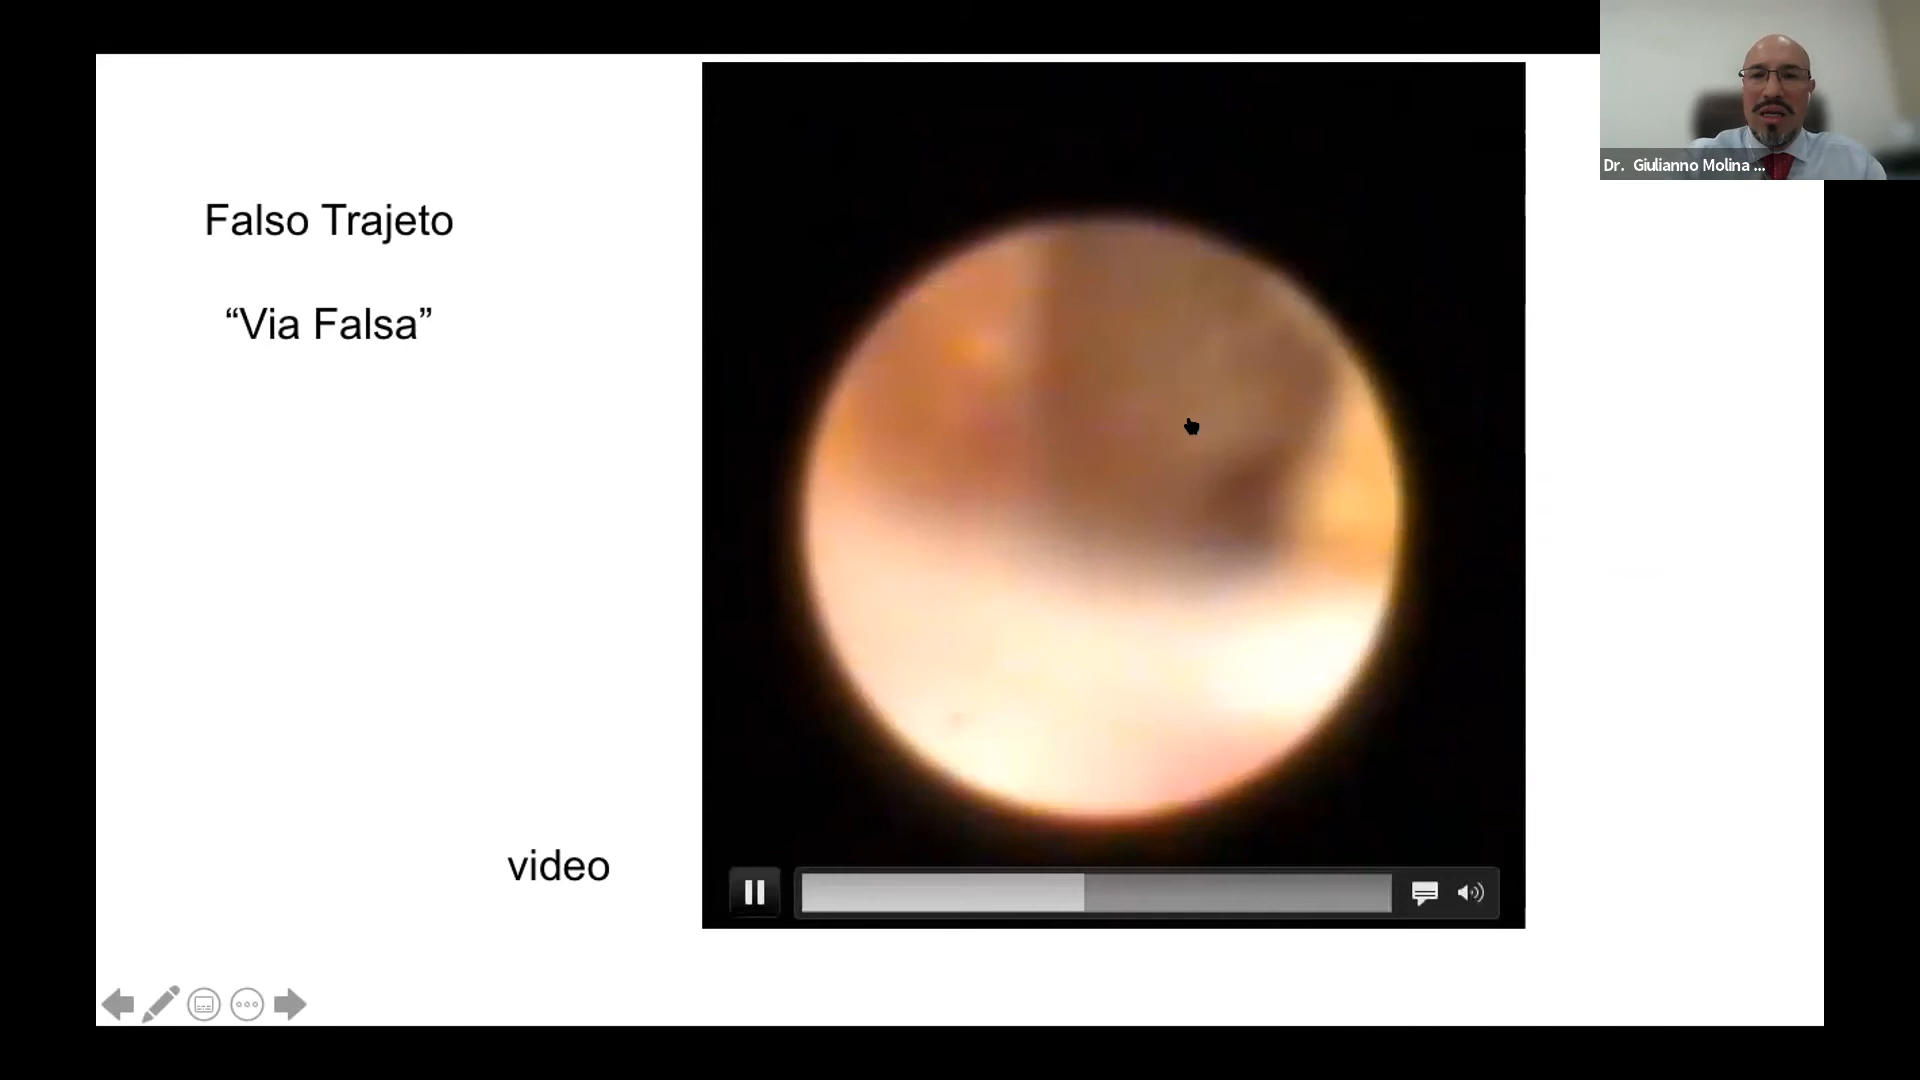 Falso Trajeto
“Via Falsa”
video
Dr. Giulianno Molina ...